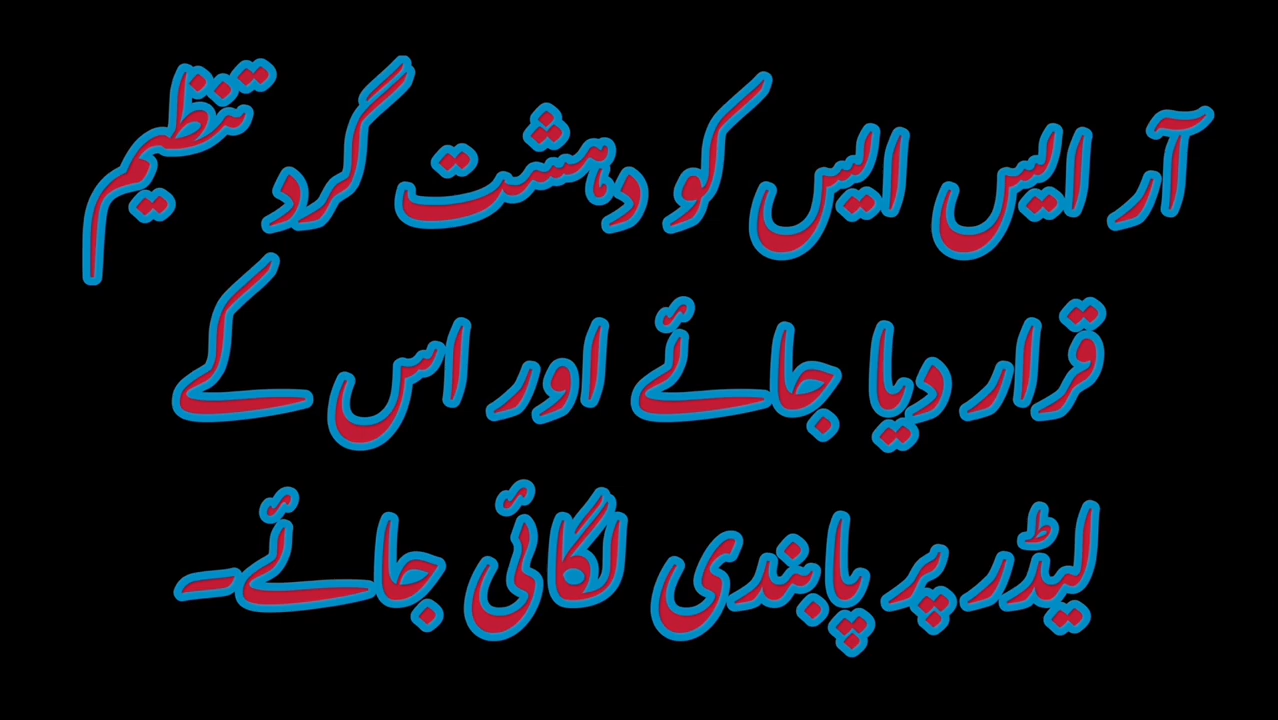 آر ایس ایس کو دہشت گرد تنظیم
قرار دیا جائے اور اس کے
لیڈر پر پابندی لگائی جائے۔